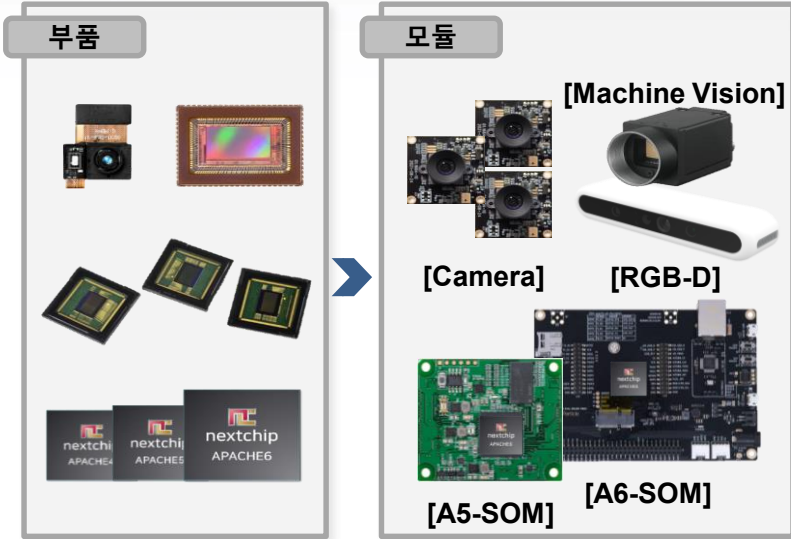 부품
모듈
[Machine Vision]
[Camera]
[RGB-D]
nextchip
APACHE4
nextchip
APACHE5
nextchip
APACHE6
nextchip
nextchip
[A5-SOM]
[A6-SOM]